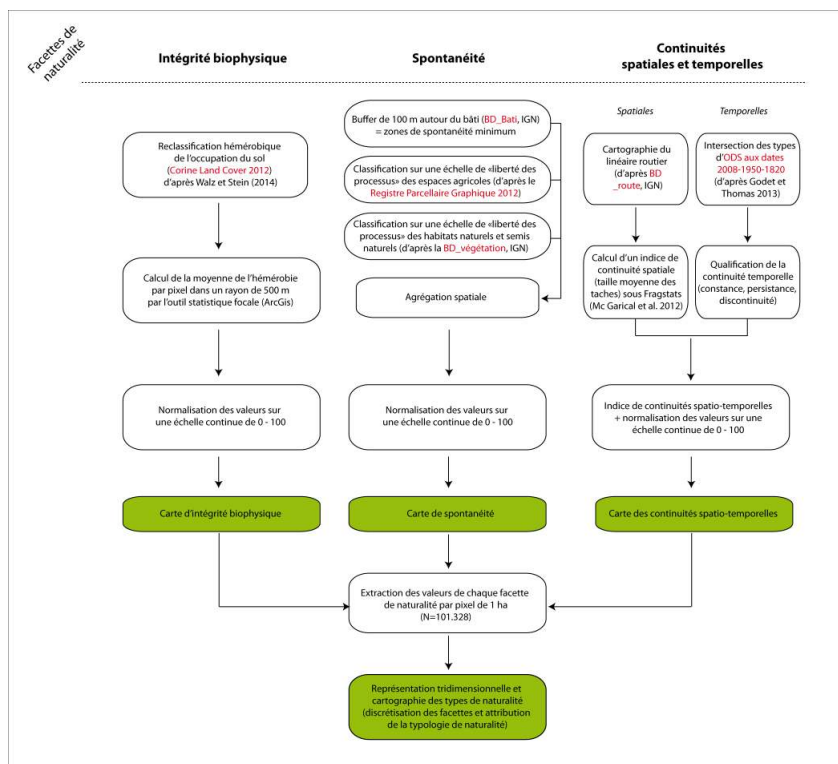 Facettes de
naturalité
Intégrité biophysique
Spontanéité
Continuités
spatiales et temporelles
Reclassification hémérobique
de l'occupation du sol
(Corine Land Cover 2012)
d'après Walz et Stein (2014)
Calcul de la moyenne de l'hémérobie
par pixel dans un rayon de 500 m
par l'outil statistique focale (ArcGis)
Normalisation des valeurs sur
une échelle continue de 0 - 100
Carte d'intégrité biophysique
Buffer de 100 m autour du bâti (BD_Bati, IGN)
= zones de spontanéité minimum
Classification sur une échelle de «liberté des
processus» des espaces agricoles (d'après le
Registre Parcellaire Graphique 2012)
Classification sur une échelle de «liberté des
processus» des habitats naturels et semis
naturels (d'après la BD_végétation, IGN)
Agrégation spatiale
Normalisation des valeurs sur
une échelle continue de 0 - 100
Carte de spontanéité
Spatiales
Cartographie du
linéaire routier
(d'après BD
_route, IGN)
Calcul d'un indice de
continuité spatiale
(taille moyenne des
taches) sous Fragstats
(Mc Garical et al. 2012)
Temporelles
Intersection des types
d'ODS aux dates
2008-1950-1820
(d'après Godet et
Thomas 2013)
Qualification de la
continuité temporelle
(constance, persistance,
discontinuité)
Indice de continuités spatio-temporelles
+ normalisation des valeurs sur une
échelle continue de 0 - 100
Carte des continuités spatio-temporelles
Extraction des valeurs de chaque facette
de naturalité par pixel de 1 ha
(N=101.328)
Représentation tridimensionnelle et
cartographie des types de naturalité
(discrétisation des facettes et attribution
de la typologie de naturalité)